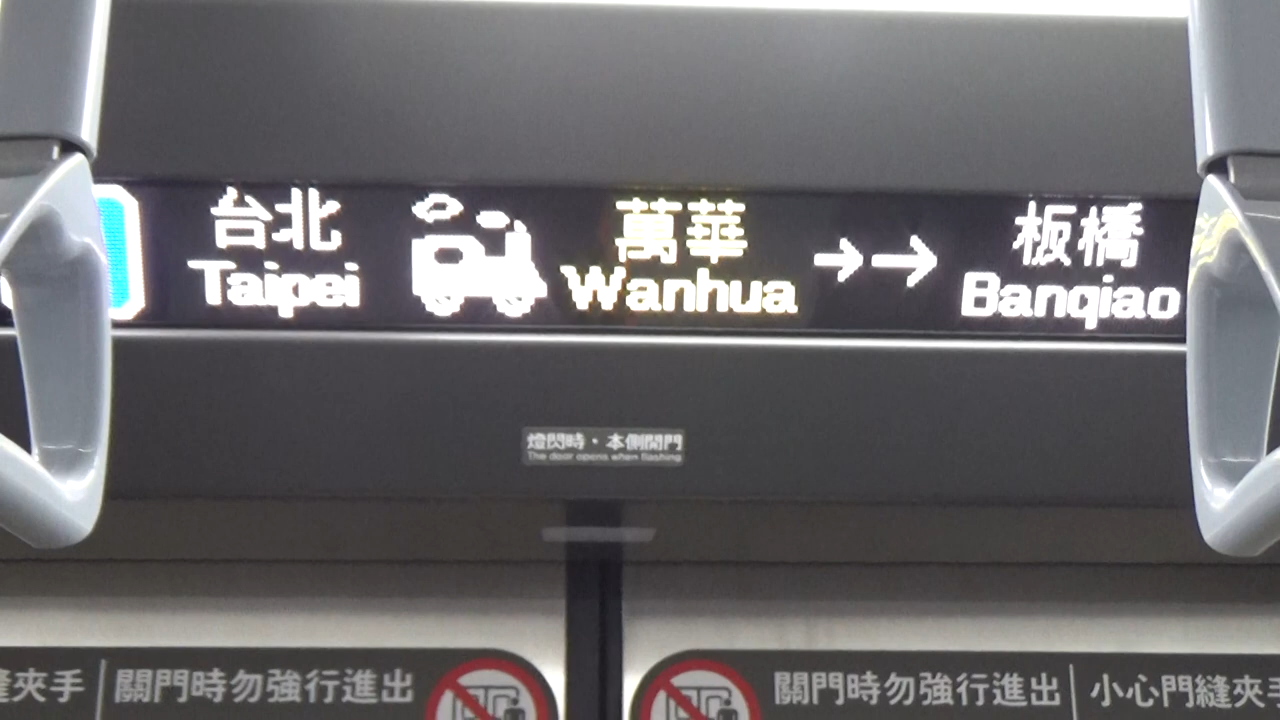 台北
Taipei
萬華
Wanhua
板橋
Banqiao
燈閃時，本側開門
The door opens when flashing
縫夾手
關門時勿強行進出
關門時勿強行進出
小心門縫夾手